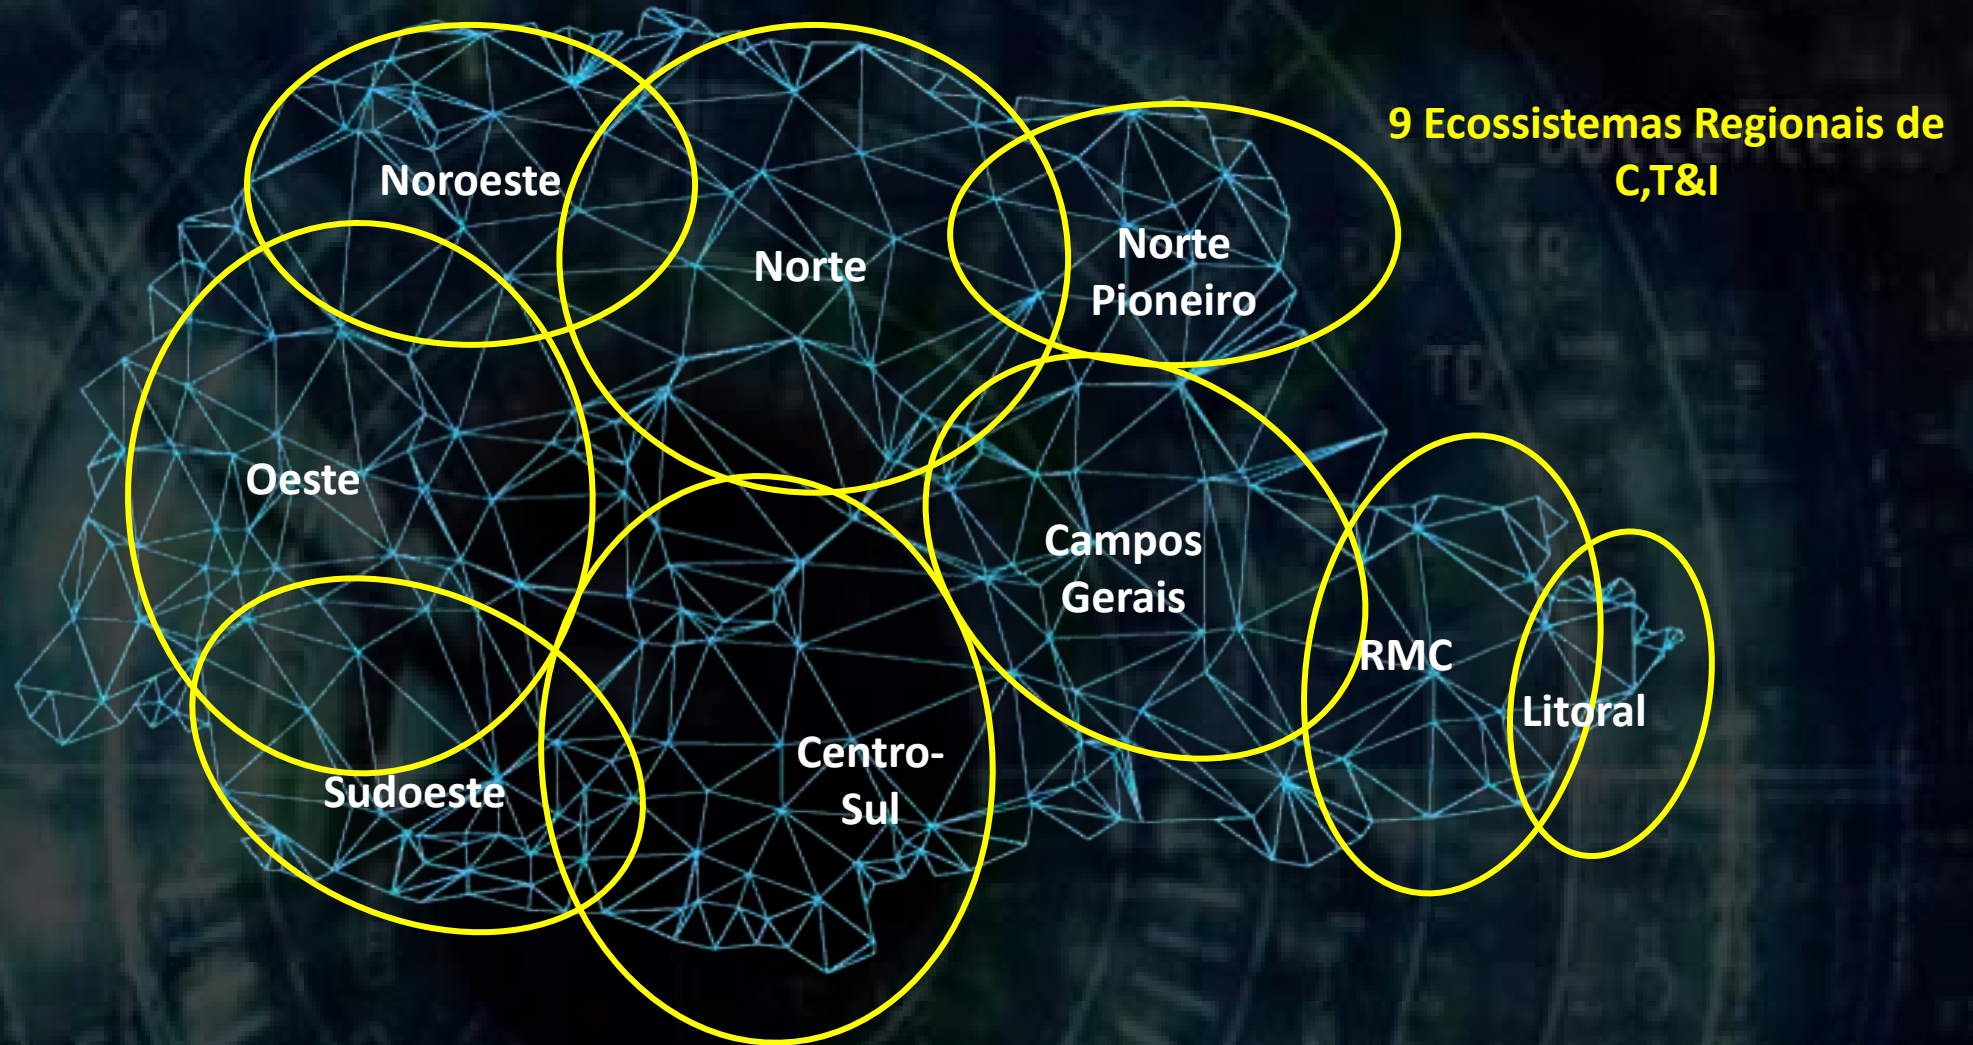 9 Ecossistemas Regionais de
C,T&I
Noroeste
Norte
Norte
Pioneiro
Oeste
Campos
Gerais
RMC
Litoral
Centro-
Sul
Sudoeste